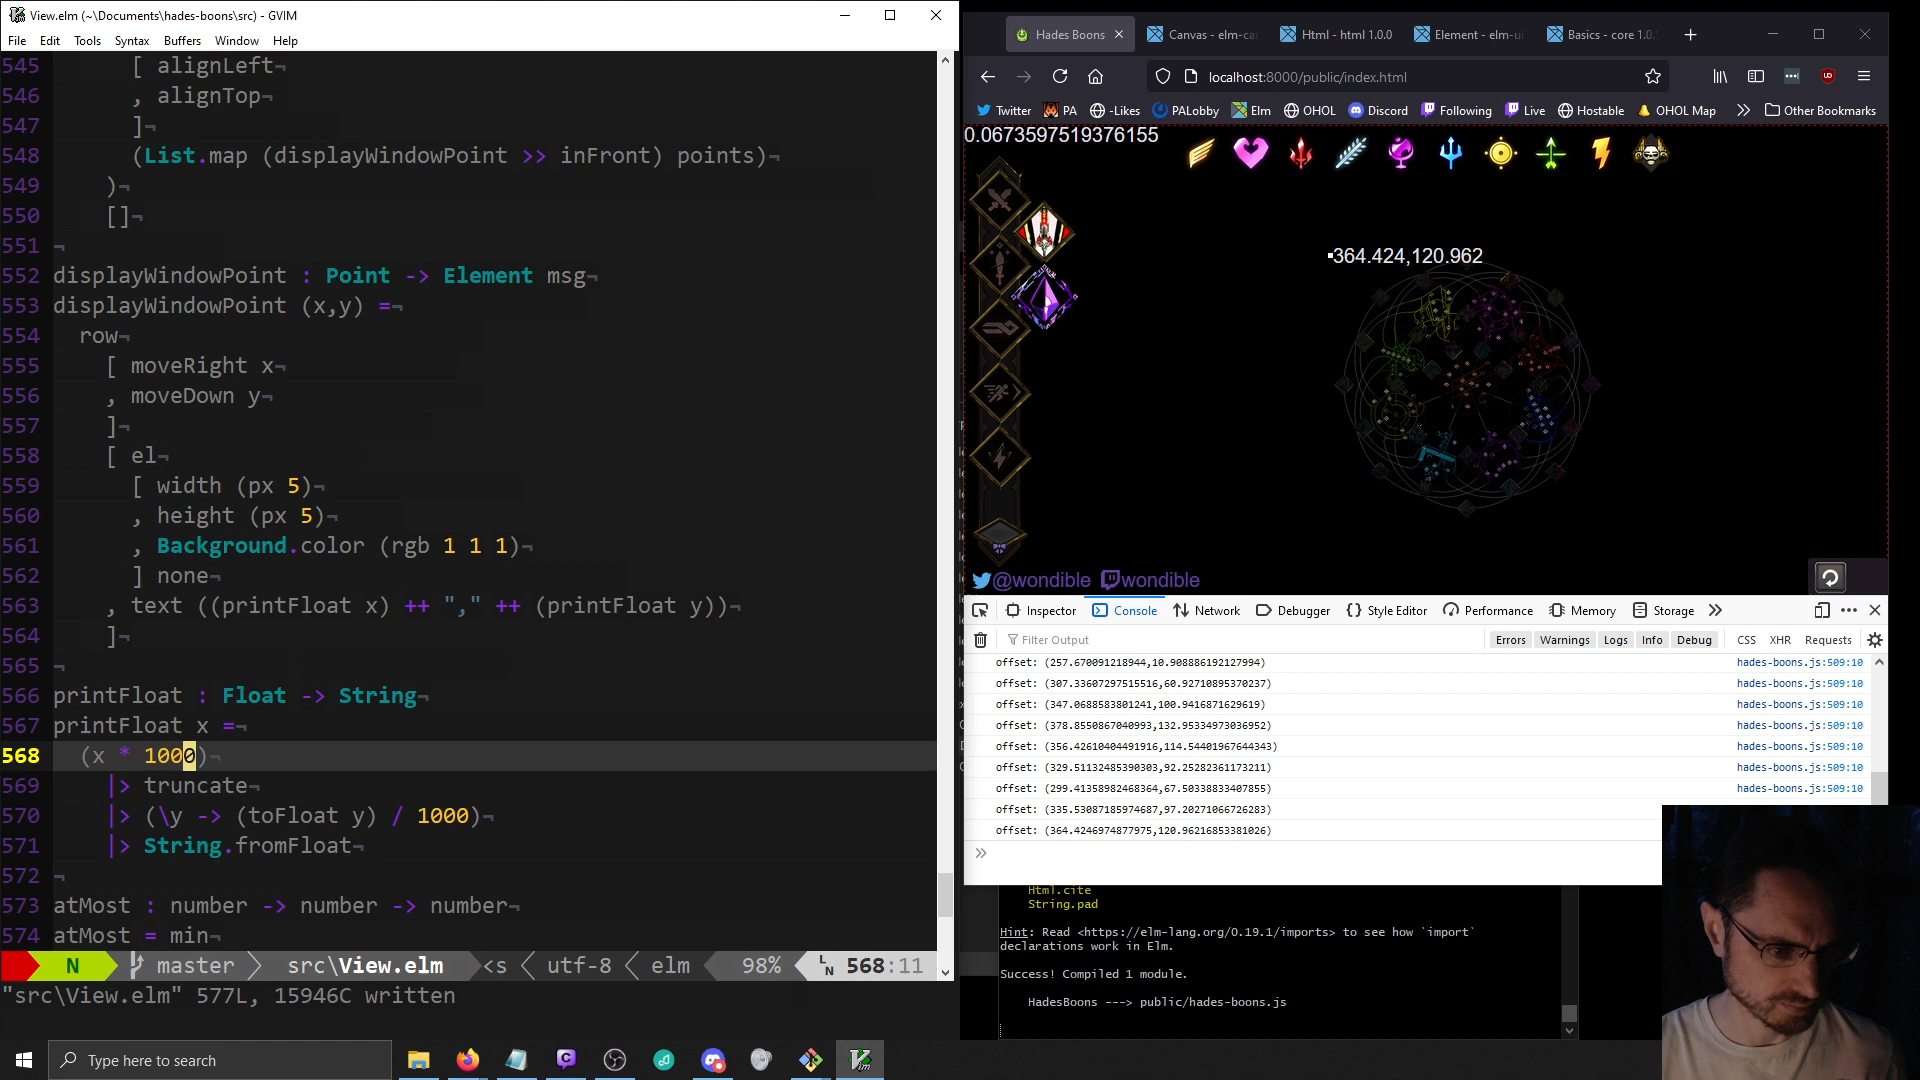 View.elm (~\Documents\hades-boons\src) - GVIM
File Edit Tools Syntax Buffers Window Help
545 [ alignLeft¬
546 , alignTop¬
547 ]¬
548 (List.map (displayWindowPoint >> inFront) points)¬
549 )¬
550 []¬
551 ¬
552 displayWindowPoint : Point -> Element msg¬
553 displayWindowPoint (x,y) =¬
554 row¬
555 [ moveRight x¬
556 , moveDown y¬
557 ]¬
558 [ el¬
559 [ width (px 5)¬
560 , height (px 5)¬
561 , Background.color (rgb 1 1 1)¬
562 ] none¬
563 , text ((printFloat x) ++ "," ++ (printFloat y))¬
564 ]¬
565 ¬
566 printFloat : Float -> String¬
567 printFloat x =¬
568 (x * 1000)¬
569 |> truncate¬
570 |> (\y -> (toFloat y) / 1000)¬
571 |> String.fromFloat¬
572 ¬
573 atMost : number -> number -> number¬
574 atMost = min¬
N master src\View.elm <s utf-8 elm 98% LN 568:11
"src\View.elm" 577L, 15946C written
Hades Boons
Canvas - elm-ca
Html - html 1.0.0
Element - elm-ui
Basics - core 1.0.
localhost:8000/public/index.html
Twitter PA -Likes PALobby Elm OHOL Discord Following Live Hostable OHOL Map Other Bookmarks
0.0673597519376155
364.424,120.962
@wondible wondible
Inspector Console Network Debugger Style Editor Performance Memory Storage
Filter Output
Errors Warnings Logs Info Debug CSS XHR Requests
offset: (257.670091218944,10.908886192127994) hades-boons.js:509:10
offset: (307.33607297515516,60.92710895370237) hades-boons.js:509:10
offset: (347.0688583801241,100.9416871629619) hades-boons.js:509:10
offset: (378.8550867040993,132.95334973036952) hades-boons.js:509:10
offset: (356.42610404491916,114.54401967644343) hades-boons.js:509:10
offset: (329.51132485390303,92.25282361173211) hades-boons.js:509:10
offset: (299.41358982468364,67.50338833407855) hades-boons.js:509:10
offset: (335.53087185974687,97.20271066726283) hades-boons.js:509:10
offset: (364.4246974877975,120.96216853381026) hades-boons.js:509:10
Html.cite
String.pad
Hint: Read <https://elm-lang.org/0.19.1/imports> to see how `import`
declarations work in Elm.
Success! Compiled 1 module.
HadesBoons ---> public/hades-boons.js
Type here to search